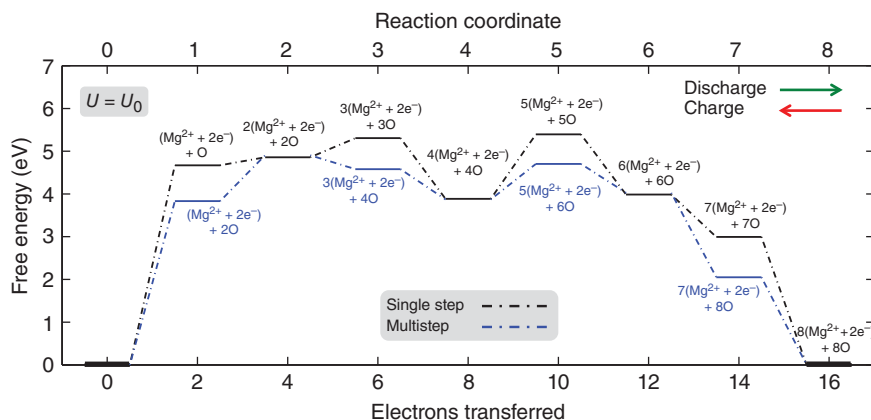 Reaction coordinate
0 1 2 3 4 5 6 7 8
7
6
5
4
3
2
1
0
Free energy (eV)
U = U₀
Discharge
Charge
(Mg²⁺ + 2e⁻)
+ O
2(Mg²⁺ + 2e⁻)
+ 2O
3(Mg²⁺ + 2e⁻)
+ 3O
4(Mg²⁺ + 2e⁻)
+ 4O
5(Mg²⁺ + 2e⁻)
+ 5O
6(Mg²⁺ + 2e⁻)
+ 6O
7(Mg²⁺ + 2e⁻)
+ 7O
8(Mg²⁺ + 2e⁻)
+ 8O
(Mg²⁺ + 2e⁻)
+ 2O
3(Mg²⁺ + 2e⁻)
+ 4O
5(Mg²⁺ + 2e⁻)
+ 6O
7(Mg²⁺ + 2e⁻)
+ 8O
Single step
Multistep
0 2 4 6 8 10 12 14 16
Electrons transferred